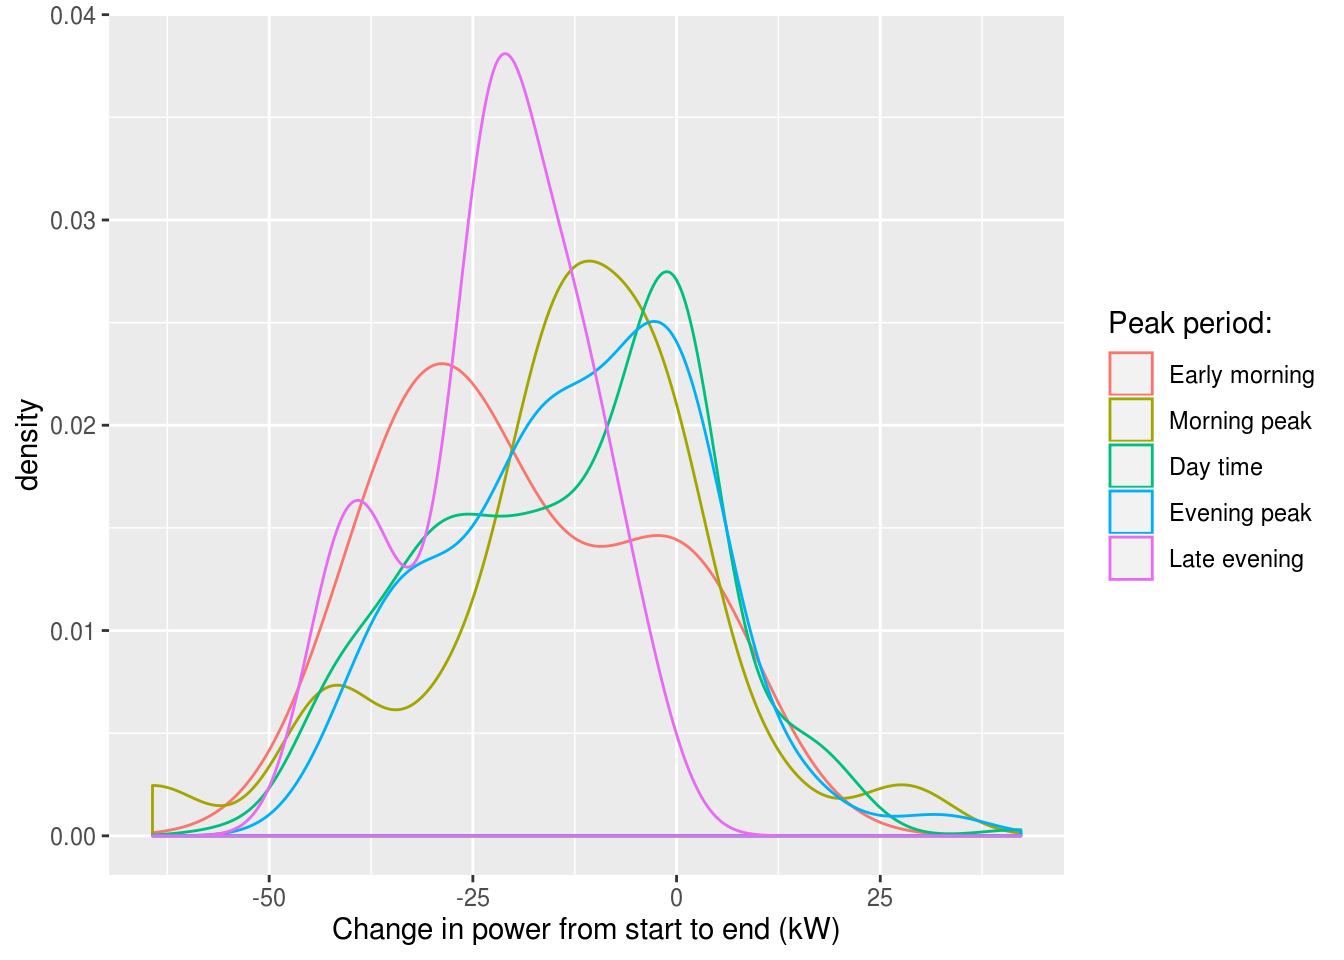 0.04
0.03
0.02
0.01
0.00
density
-50
-25
0
25
Change in power from start to end (kW)
Peak period:
Early morning
Morning peak
Day time
Evening peak
Late evening